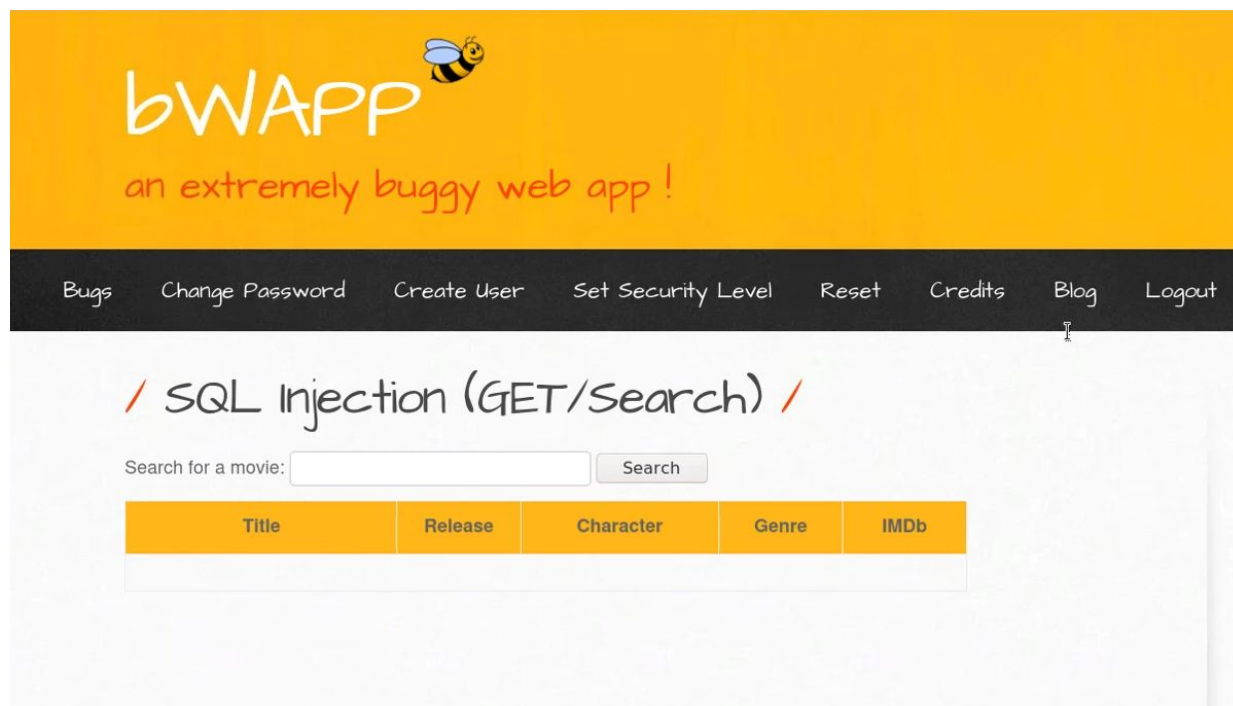 bWAPP
an extremely buggy web app !
Bugs Change Password Create User Set Security Level Reset Credits Blog Logout
/ SQL Injection (GET/Search) /
Search for a movie: Search
Title Release Character Genre IMDb